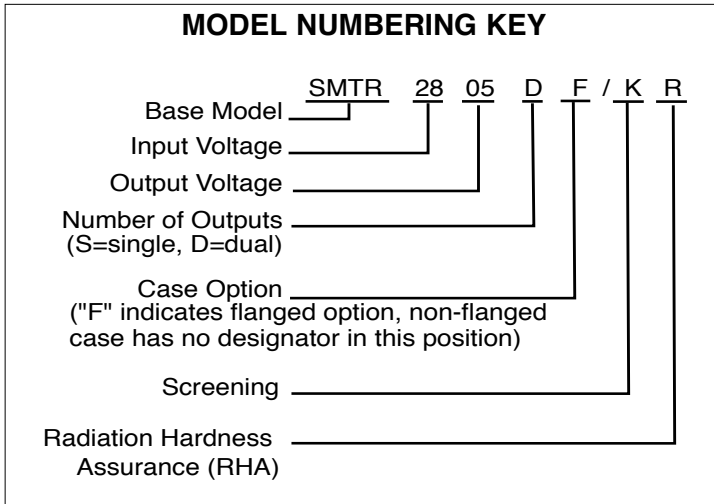 MODEL NUMBERING KEY
SMTR 28 05 D F / K R
Base Model
Input Voltage
Output Voltage
Number of Outputs
(S=single, D=dual)
Case Option
("F" indicates flanged option, non-flanged
case has no designator in this position)
Screening
Radiation Hardness
Assurance (RHA)